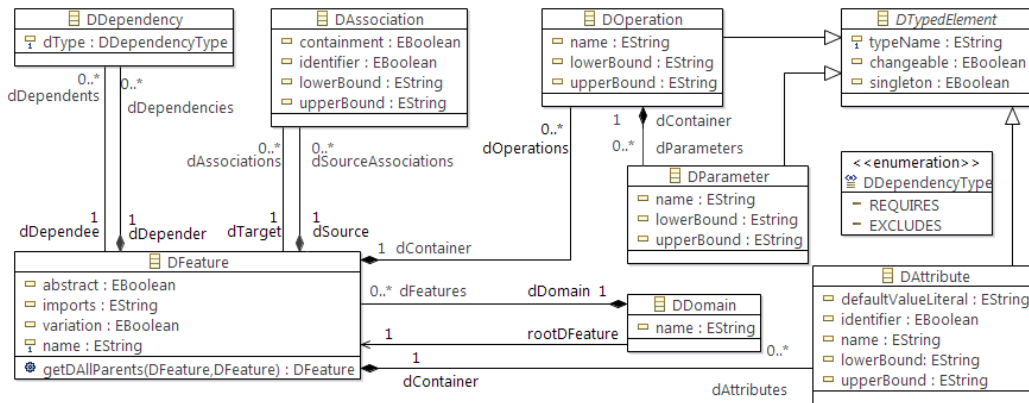 DDependency
dType : DDependencyType
DAssociation
containment : EBoolean
identifier : EBoolean
lowerBound : EString
upperBound : EString
DOperation
name : EString
lowerBound : EString
upperBound : EString
DTypedElement
typeName : EString
changeable : EBoolean
singleton : EBoolean
0..*
dDependents
0..*
dDependencies
0..*
dAssociations
0..*
dSourceAssociations
0..*
dOperations
1
dContainer
0..*
dParameters
DParameter
name : EString
lowerBound : Estring
upperBound : EString
<<enumeration>>
DDependencyType
REQUIRES
EXCLUDES
1
dDependee
1
dDepender
1
dTarget
1
dSource
1
dContainer
DFeature
abstract : EBoolean
imports : EString
variation : EBoolean
name : EString
getDAllParents(DFeature,DFeature) : DFeature
0..*
dFeatures
dDomain
1
DDomain
name : EString
1
rootDFeature
1
dContainer
0..*
dAttributes
DAttribute
defaultValueLiteral : EString
identifier : EBoolean
name : EString
lowerBound: EString
upperBound : EString